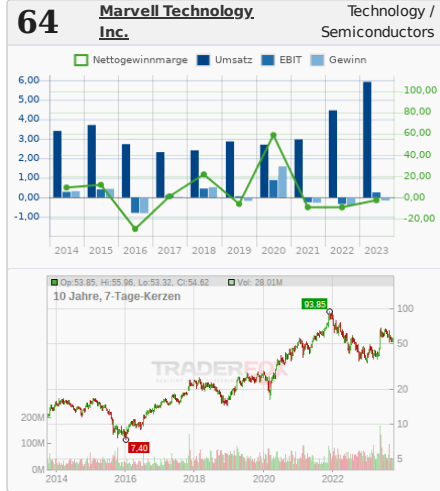 64
Marvell Technology
Inc.
Technology /
Semiconductors
Nettogewinnmarge Umsatz EBIT Gewinn
6,00
5,00
4,00
3,00
2,00
1,00
0,00
-1,00
100,00
80,00
60,00
40,00
20,00
0,00
-20,00
2014 2015 2016 2017 2018 2019 2020 2021 2022 2023
Op:53.85, Hi:55.96, Lo:53.32, Cl:54.62 Vol: 28.01M
10 Jahre, 7-Tage-Kerzen
93,85
TRADERFOX
7,40
100
50
20
10
5
200M
100M
0M
2014 2016 2018 2020 2022